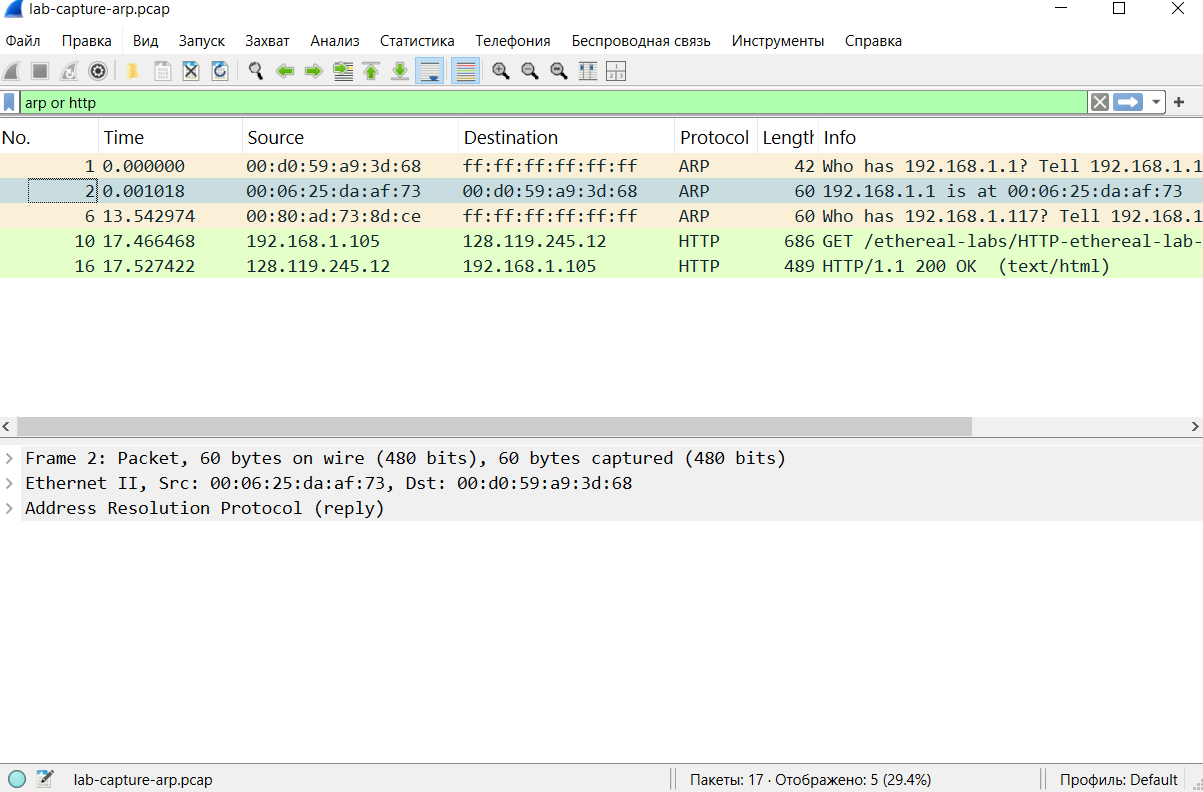 lab-capture-arp.pcap
Файл Правка Вид Запуск Захват Анализ Статистика Телефония Беспроводная связь Инструменты Справка
arp or http
No. Time Source Destination Protocol Length Info
1 0.000000 00:d0:59:a9:3d:68 ff:ff:ff:ff:ff:ff ARP 42 Who has 192.168.1.1? Tell 192.168.1.1
2 0.001018 00:06:25:da:af:73 00:d0:59:a9:3d:68 ARP 60 192.168.1.1 is at 00:06:25:da:af:73
6 13.542974 00:80:ad:73:8d:ce ff:ff:ff:ff:ff:ff ARP 60 Who has 192.168.1.117? Tell 192.168.1
10 17.466468 192.168.1.105 128.119.245.12 HTTP 686 GET /ethereal-labs/HTTP-ethereal-lab-
16 17.527422 128.119.245.12 192.168.1.105 HTTP 489 HTTP/1.1 200 OK (text/html)
Frame 2: Packet, 60 bytes on wire (480 bits), 60 bytes captured (480 bits)
Ethernet II, Src: 00:06:25:da:af:73, Dst: 00:d0:59:a9:3d:68
Address Resolution Protocol (reply)
lab-capture-arp.pcap Пакеты: 17 · Отображено: 5 (29.4%) Профиль: Default